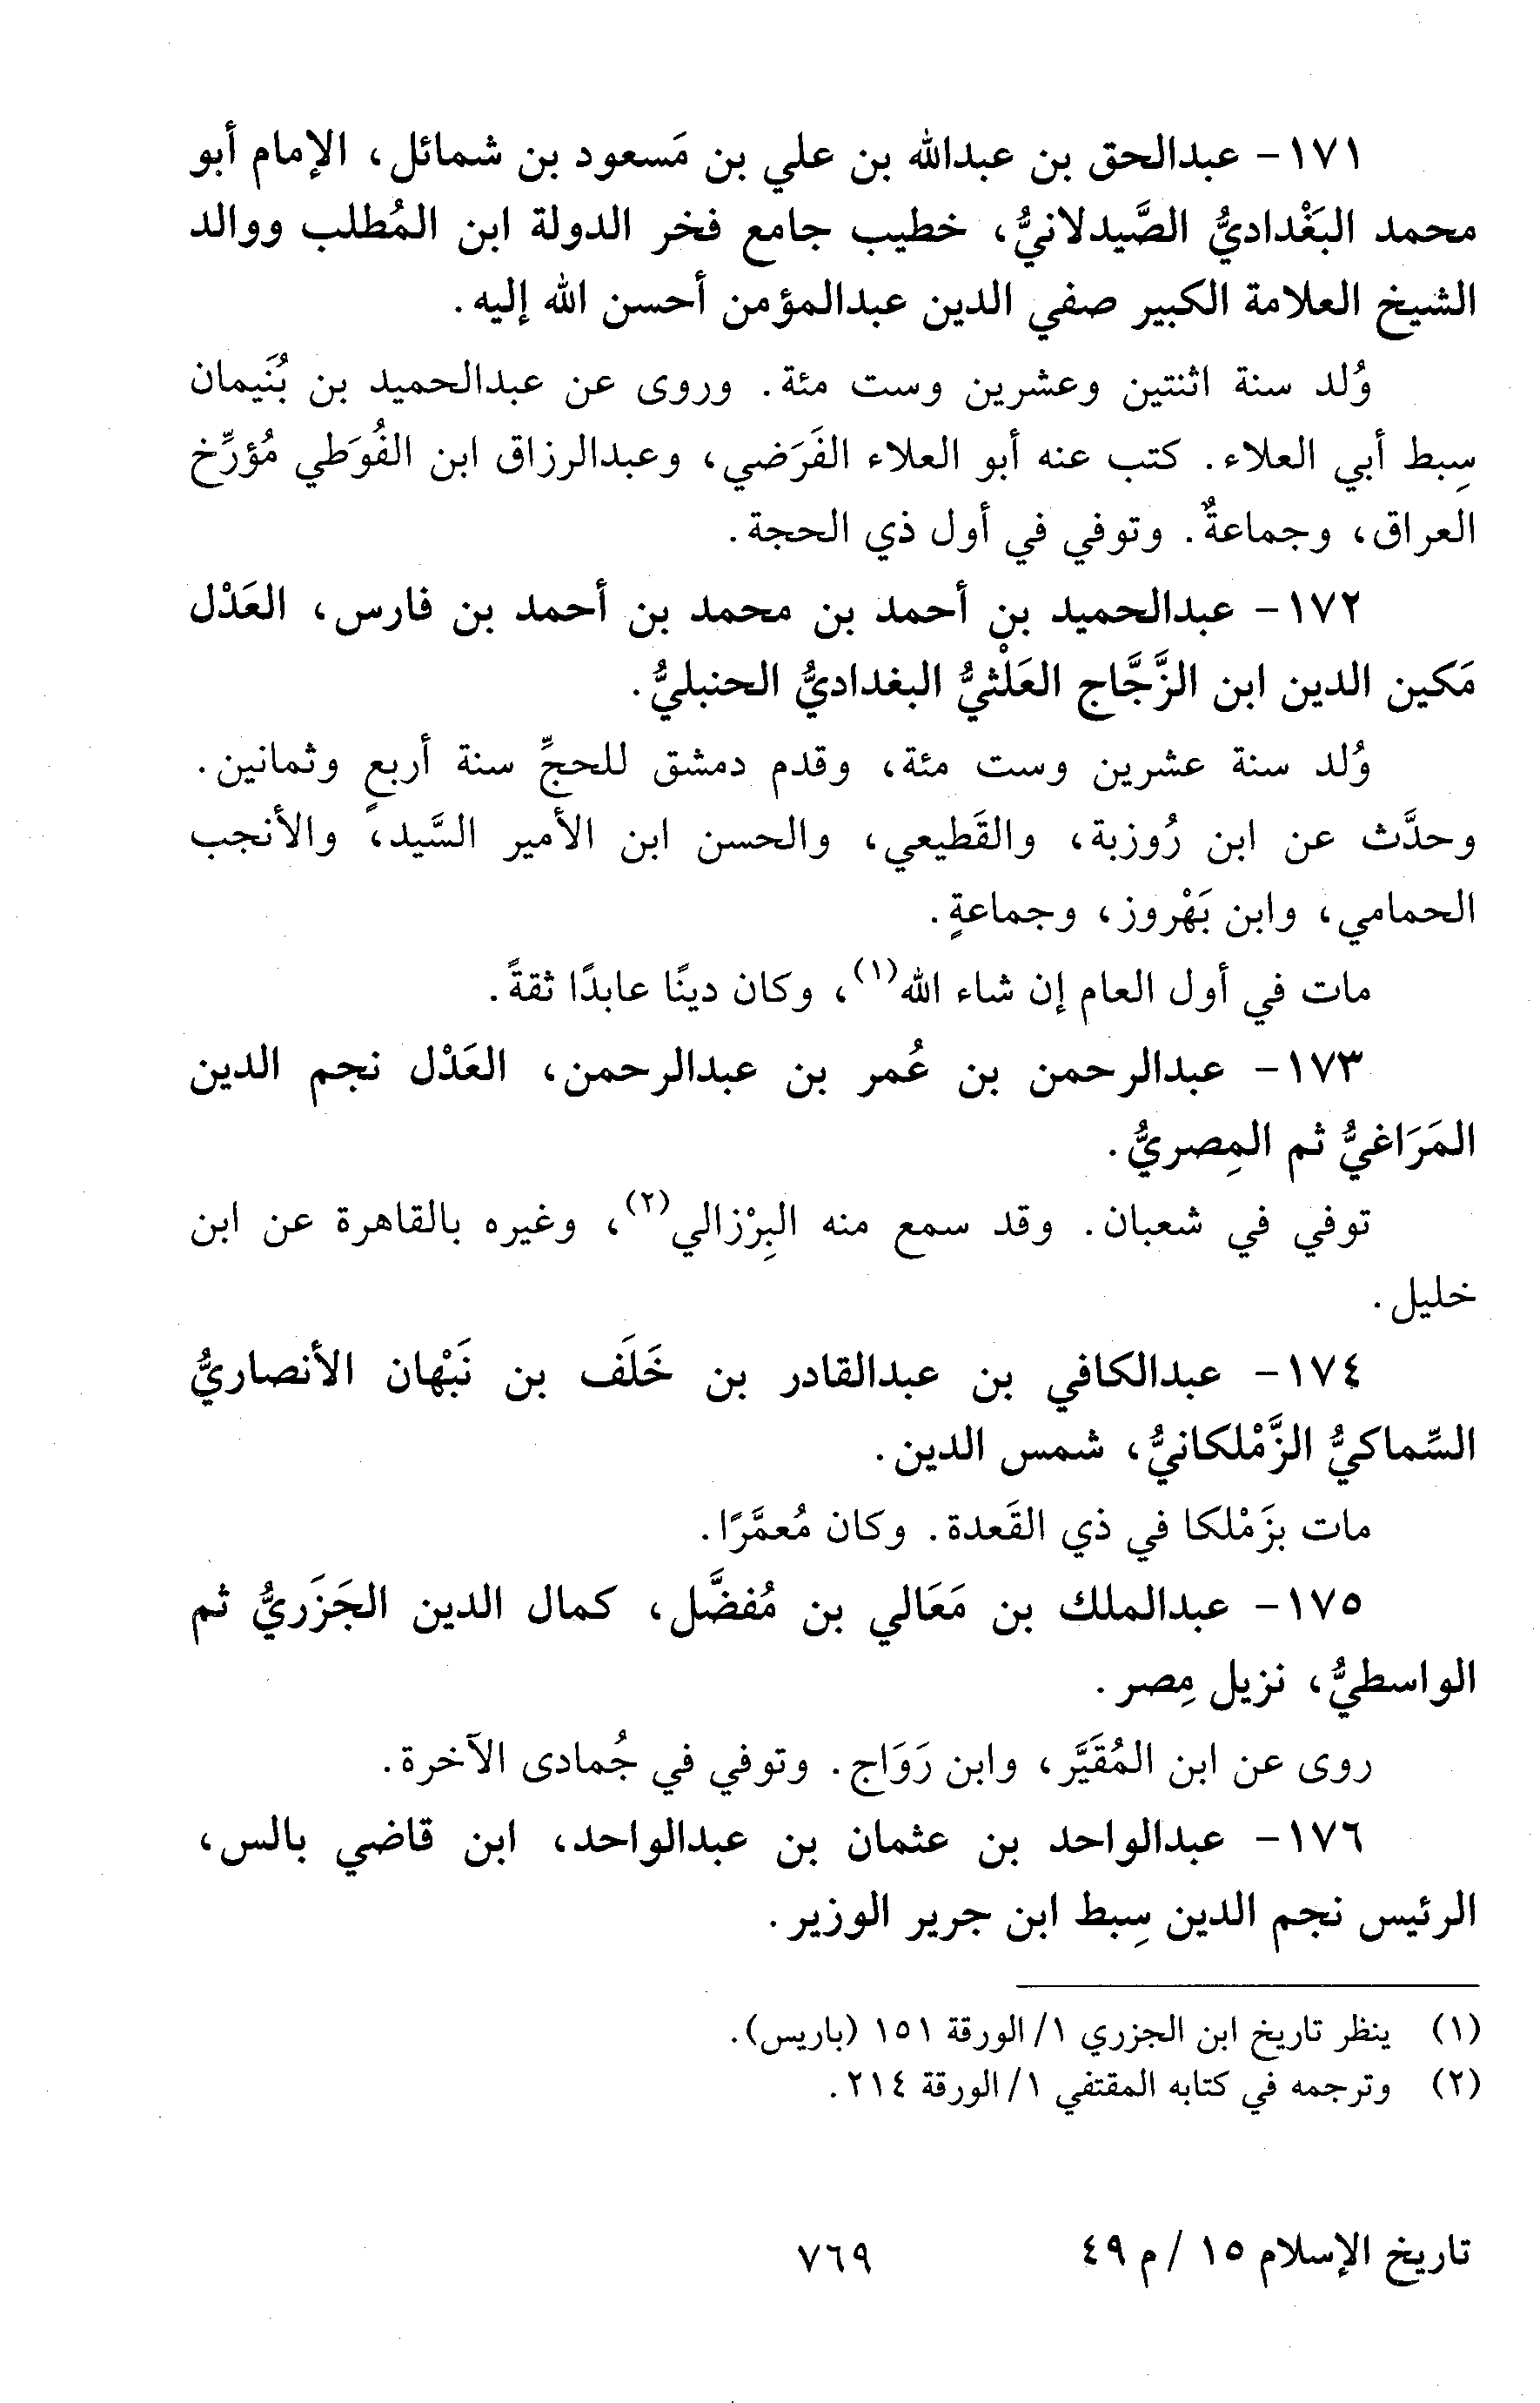 ١٧١- عبدالحق بن عبدالله بن علي بن مَسعود بن شمائل، الإمام أبو
محمد البَغْداديُّ الصَّيدلانيُّ، خطيب جامع فخر الدولة ابن المُطلب ووالد
الشيخ العلامة الكبير صفي الدين عبدالمؤمن أحسن الله إليه.
وُلد سنة اثنتين وعشرين وست مئة. وروى عن عبدالحميد بن بُنَيمان
سِبط أبي العلاء. كتب عنه أبو العلاء الفَرَضي، وعبدالرزاق ابن الفُوَطي مُؤرِّخ
العراق، وجماعةٌ. وتوفي في أول ذي الحجة.
١٧٢- عبدالحميد بن أحمد بن محمد بن أحمد بن فارس، العَدْل
مَكين الدين ابن الزَّجَّاج العَلْثيُّ البغداديُّ الحنبليُّ.
وُلد سنة عشرين وست مئة، وقدم دمشق للحجِّ سنة أربعٍ وثمانين.
وحدَّث عن ابن رُوزبة، والقَطيعي، والحسن ابن الأمير السَّيد، والأنجب
الحمامي، وابن بَهْروز، وجماعةٍ.
مات في أول العام إن شاء الله(١)، وكان دينًا عابدًا ثقةً.
١٧٣- عبدالرحمن بن عُمر بن عبدالرحمن، العَدْل نجم الدين
المَرَاغيُّ ثم المِصريُّ.
توفي في شعبان. وقد سمع منه البِرْزالي(٢)، وغيره بالقاهرة عن ابن
خليل.
١٧٤- عبدالكافي بن عبدالقادر بن خَلَف بن نَبْهان الأنصاريُّ
السِّماكيُّ الزَّمْلكانيُّ، شمس الدين.
مات بزَمْلكا في ذي القَعدة. وكان مُعمَّرًا.
١٧٥- عبدالملك بن مَعَالي بن مُفضَّل، كمال الدين الجَزَريُّ ثم
الواسطيُّ، نزيل مِصر.
روى عن ابن المُقَيَّر، وابن رَوَاج. وتوفي في جُمادى الآخرة.
١٧٦- عبدالواحد بن عثمان بن عبدالواحد، ابن قاضي بالس،
الرئيس نجم الدين سِبط ابن جرير الوزير.
(١) ينظر تاريخ ابن الجزري ١/ الورقة ١٥١ (باريس).
(٢) وترجمه في كتابه المقتفي ١/ الورقة ٢١٤.
تاريخ الإسلام ١٥ / م ٤٩
٧٦٩